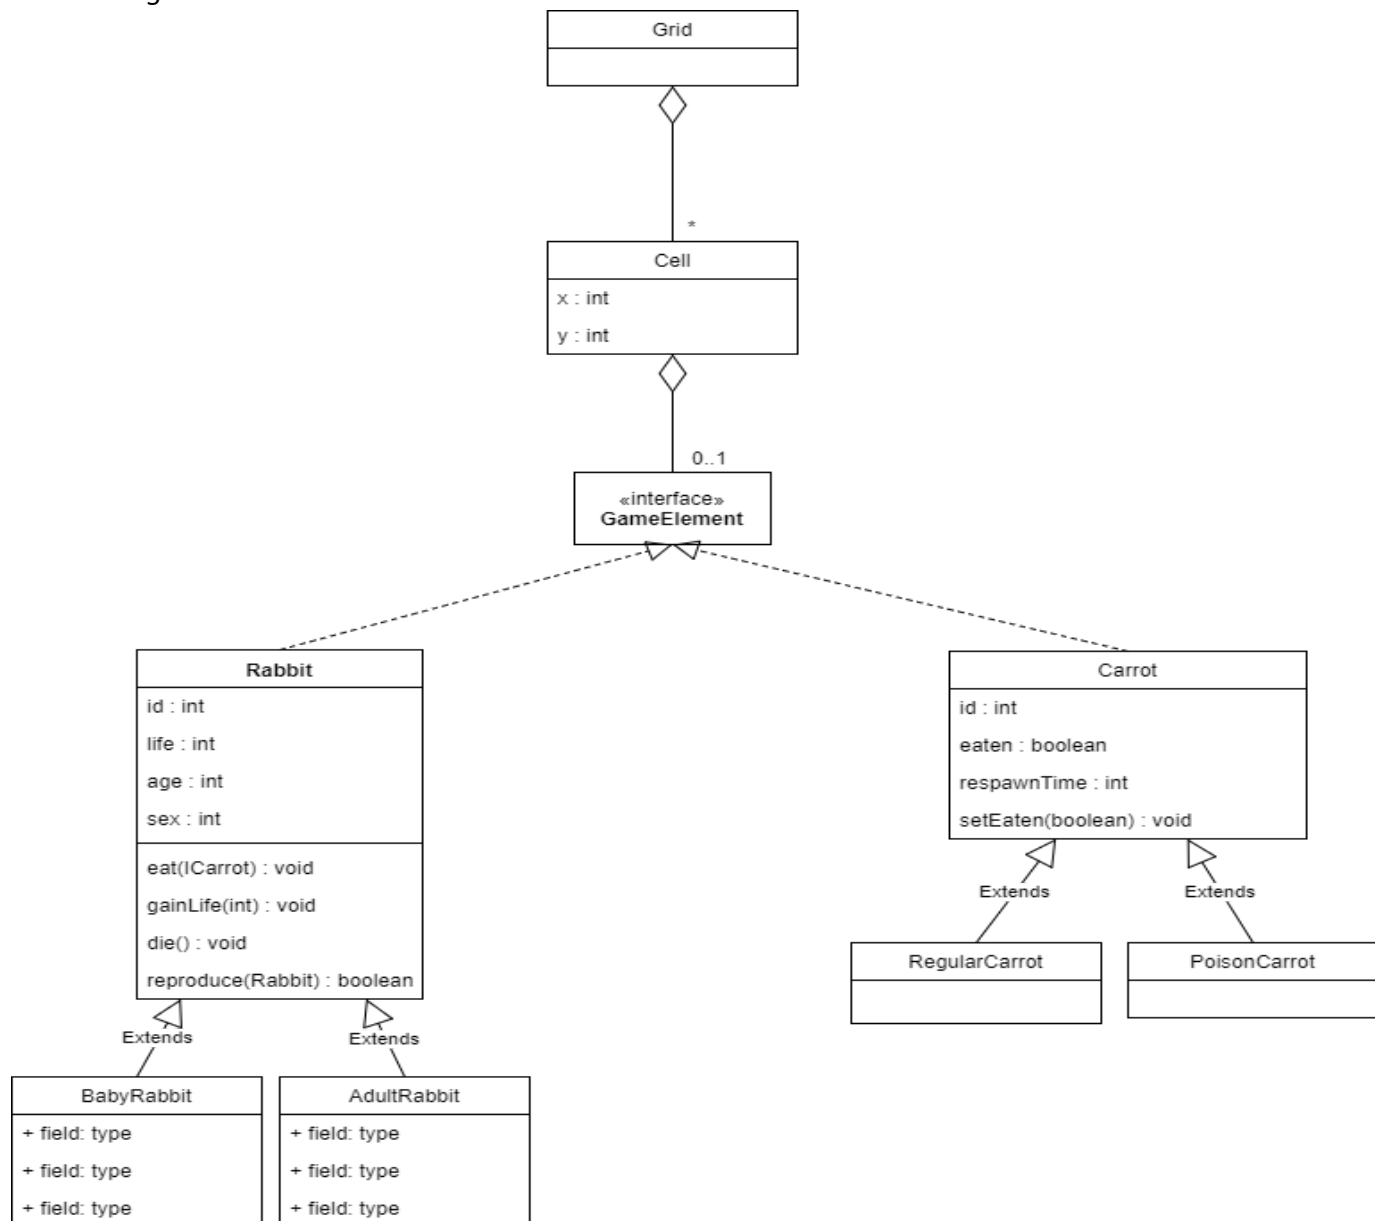 Grid
*
Cell
x : int
y : int
0..1
«interface»
GameElement
Rabbit
id : int
life : int
age : int
sex : int
eat(ICarrot) : void
gainLife(int) : void
die() : void
reproduce(Rabbit) : boolean
Carrot
id : int
eaten : boolean
respawnTime : int
setEaten(boolean) : void
Extends
Extends
RegularCarrot
PoisonCarrot
Extends
Extends
BabyRabbit
+ field: type
+ field: type
+ field: type
AdultRabbit
+ field: type
+ field: type
+ field: type